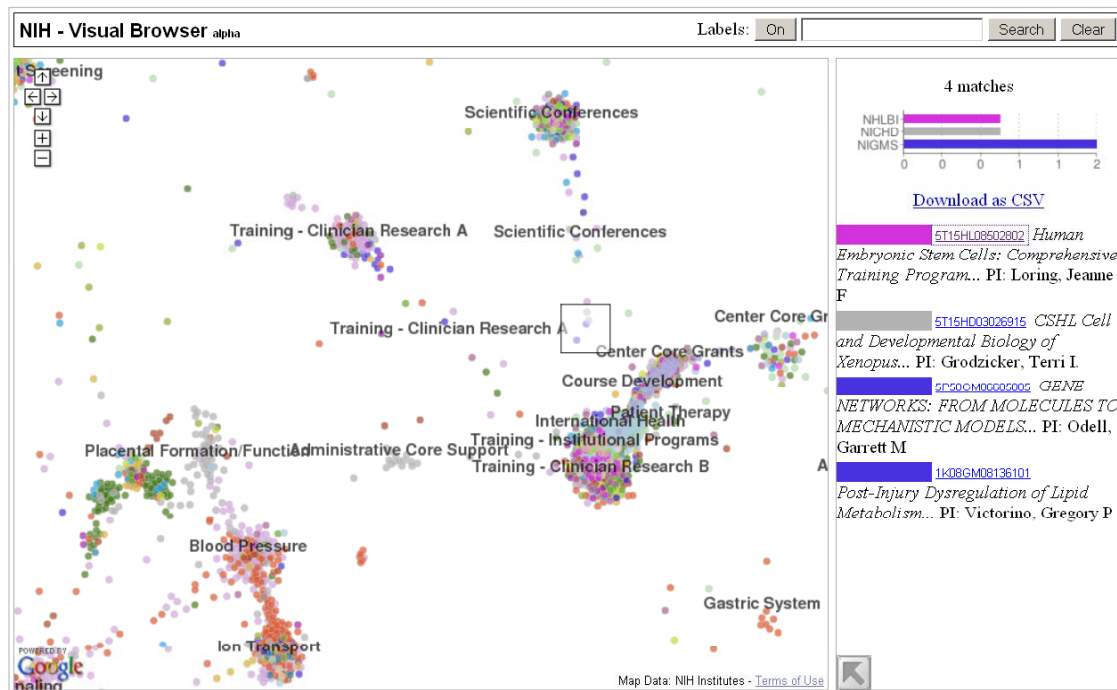 NIH - Visual Browser alpha
Labels: On Search Clear
t Screening
Scientific Conferences
Training - Clinician Research A
Scientific Conferences
Training - Clinician Research A
Center Core Gr
Center Core Grants
Course Development
Patient Therapy
International Health
Training - Institutional Programs
Placental Formation/Function
Administrative Core Support
Training - Clinician Research B
A
Blood Pressure
Gastric System
Ion Transport
POWERED BY
Google
naling
Map Data: NIH Institutes - Terms of Use
4 matches
NHLBI
NICHD
NIGMS
0 0 0 1 1 2
Download as CSV
5T15HL08502802 Human
Embryonic Stem Cells: Comprehensive
Training Program... PI: Loring, Jeanne
F
5T15HD03026915 CSHL Cell
and Developmental Biology of
Xenopus... PI: Grodzicker, Terri I.
GENE
NETWORKS: FROM MOLECULES TO
MECHANISTIC MODELS... PI: Odell,
Garrett M
1K08GM08136101
Post-Injury Dysregulation of Lipid
Metabolism... PI: Victorino, Gregory P